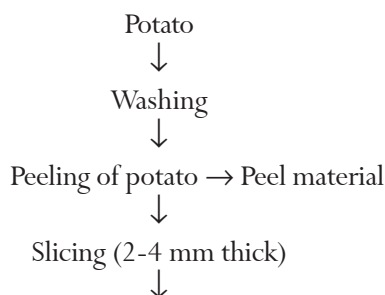 Potato
↓
Washing
↓
Peeling of potato → Peel material
↓
Slicing (2-4 mm thick)
↓